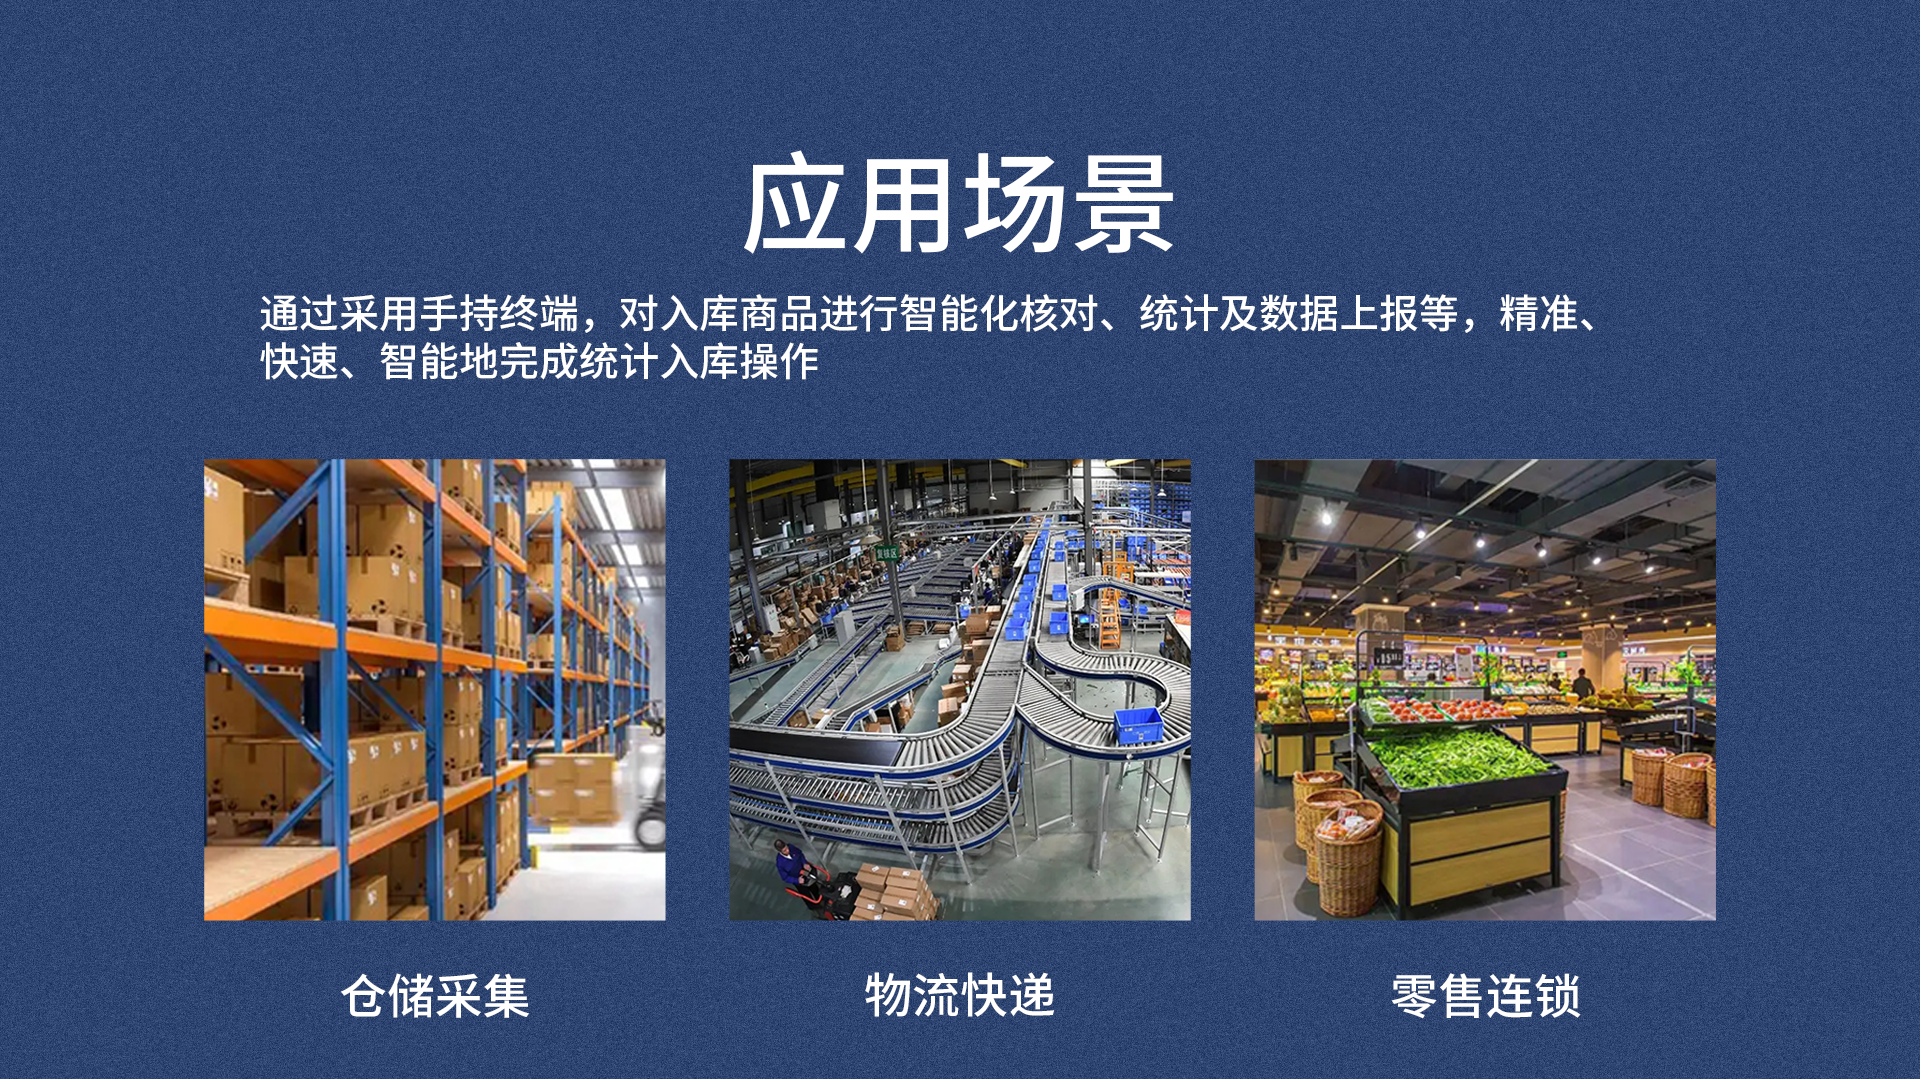 应用场景
通过采用手持终端，对入库商品进行智能化核对、统计及数据上报等，精准、
快速、智能地完成统计入库操作
仓储采集
物流快递
零售连锁